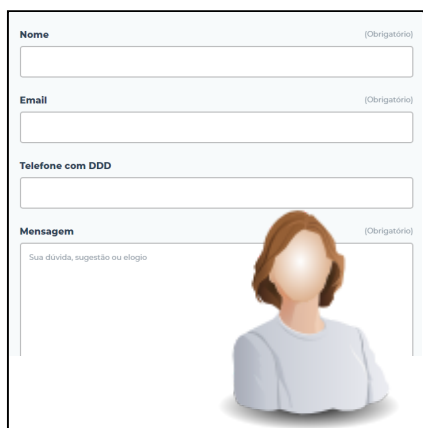 Nome (Obrigatório)
Email (Obrigatório)
Telefone com DDD
Mensagem (Obrigatório)
Sua dúvida, sugestão ou elogio